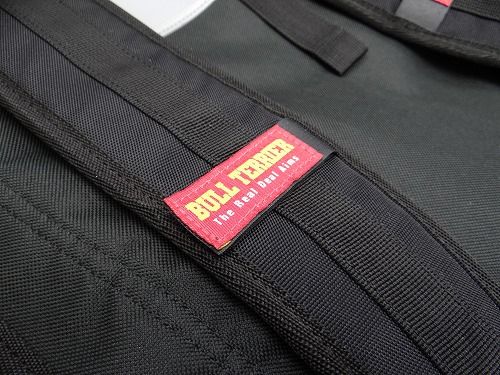 BULL TERRIER
The Real Deal Aims